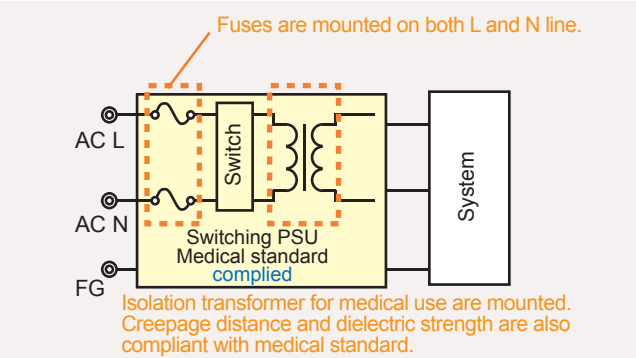 Fuses are mounted on both L and N line.
AC L
Switch
System
AC N
Switching PSU
Medical standard
complied
FG
Isolation transformer for medical use are mounted.
Creepage distance and dielectric strength are also
compliant with medical standard.